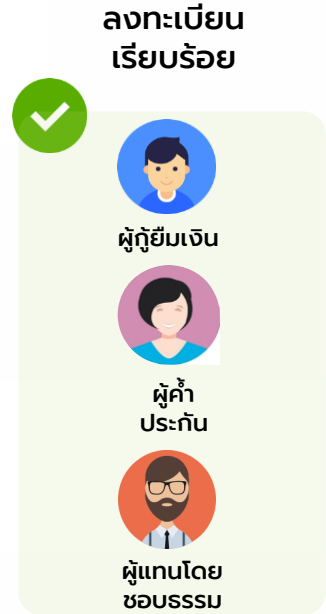 ลงทะเบียน
เรียบร้อย
ผู้กู้ยืมเงิน
ผู้ค้ำ
ประกัน
ผู้แทนโดย
ชอบธรรม